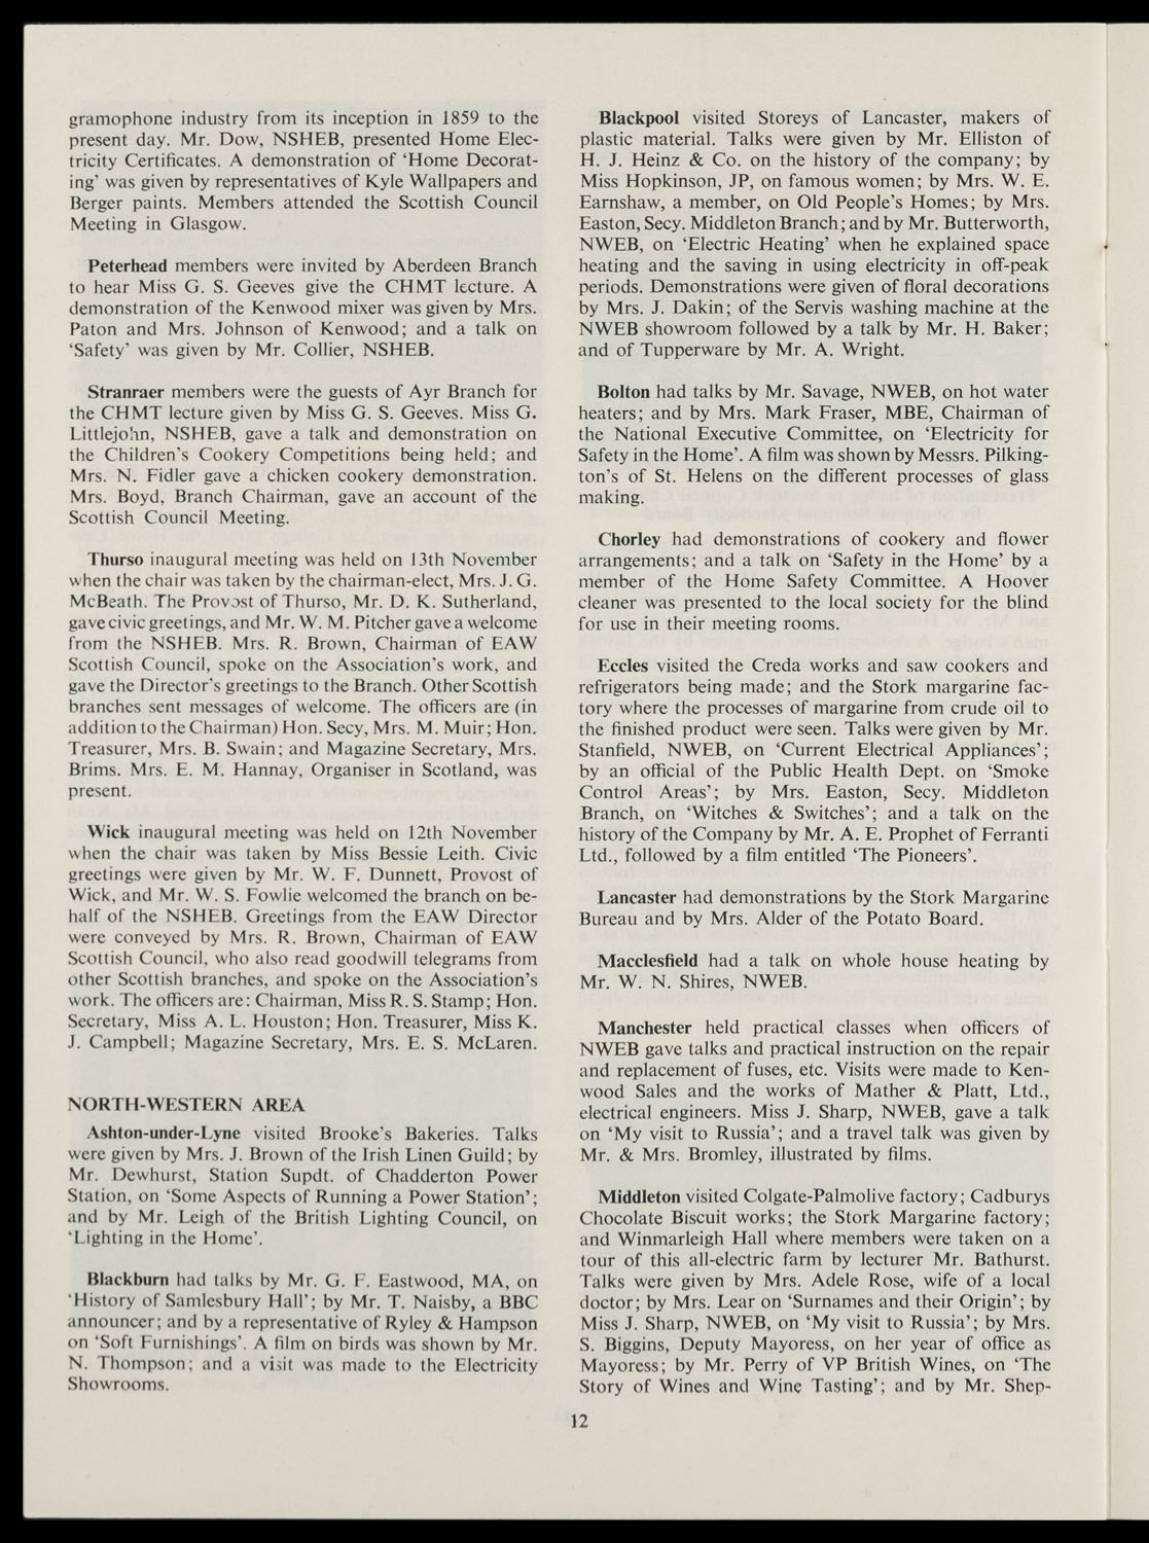 gramophone industry from its inception in 1859 to the
present day. Mr. Dow, NSHEB, presented Home Elec-
tricity Certificates. A demonstration of ‘Home Decorat-
ing’ was given by representatives of Kyle Wallpapers and
Berger paints. Members attended the Scottish Council
Meeting in Glasgow.
Peterhead members were invited by Aberdeen Branch
to hear Miss G. S. Geeves give the CHMT lecture. A
demonstration of the Kenwood mixer was given by Mrs.
Paton and Mrs. Johnson of Kenwood; and a talk on
‘Safety’ was given by Mr. Collier, NSHEB.
Stranraer members were the guests of Ayr Branch for
the CHMT lecture given by Miss G. S. Geeves. Miss G.
Littlejohn, NSHEB, gave a talk and demonstration on
the Children’s Cookery Competitions being held; and
Mrs. N. Fidler gave a chicken cookery demonstration.
Mrs. Boyd, Branch Chairman, gave an account of the
Scottish Council Meeting.
Thurso inaugural meeting was held on 13th November
when the chair was taken by the chairman-elect, Mrs. J. G.
McBeath. The Provost of Thurso, Mr. D. K. Sutherland,
gave civic greetings, and Mr. W. M. Pitcher gave a welcome
from the NSHEB. Mrs. R. Brown, Chairman of EAW
Scottish Council, spoke on the Association’s work, and
gave the Director’s greetings to the Branch. Other Scottish
branches sent messages of welcome. The officers are (in
addition to the Chairman) Hon. Secy, Mrs. M. Muir; Hon.
Treasurer, Mrs. B. Swain; and Magazine Secretary, Mrs.
Brims. Mrs. E. M. Hannay, Organiser in Scotland, was
present.
Wick inaugural meeting was held on 12th November
when the chair was taken by Miss Bessie Leith. Civic
greetings were given by Mr. W. F. Dunnett, Provost of
Wick, and Mr. W. S. Fowlie welcomed the branch on be-
half of the NSHEB. Greetings from the EAW Director
were conveyed by Mrs. R. Brown, Chairman of EAW
Scottish Council, who also read goodwill telegrams from
other Scottish branches, and spoke on the Association’s
work. The officers are: Chairman, Miss R. S. Stamp; Hon.
Secretary, Miss A. L. Houston; Hon. Treasurer, Miss K.
J. Campbell; Magazine Secretary, Mrs. E. S. McLaren.
NORTH-WESTERN AREA
Ashton-under-Lyne visited Brooke’s Bakeries. Talks
were given by Mrs. J. Brown of the Irish Linen Guild; by
Mr. Dewhurst, Station Supdt. of Chadderton Power
Station, on ‘Some Aspects of Running a Power Station’;
and by Mr. Leigh of the British Lighting Council, on
‘Lighting in the Home’.
Blackburn had talks by Mr. G. F. Eastwood, MA, on
‘History of Samlesbury Hall’; by Mr. T. Naisby, a BBC
announcer; and by a representative of Ryley & Hampson
on ‘Soft Furnishings’. A film on birds was shown by Mr.
N. Thompson; and a visit was made to the Electricity
Showrooms.
Blackpool visited Storeys of Lancaster, makers of
plastic material. Talks were given by Mr. Elliston of
H. J. Heinz & Co. on the history of the company; by
Miss Hopkinson, JP, on famous women; by Mrs. W. E.
Earnshaw, a member, on Old People’s Homes; by Mrs.
Easton, Secy. Middleton Branch; and by Mr. Butterworth,
NWEB, on ‘Electric Heating’ when he explained space
heating and the saving in using electricity in off-peak
periods. Demonstrations were given of floral decorations
by Mrs. J. Dakin; of the Servis washing machine at the
NWEB showroom followed by a talk by Mr. H. Baker;
and of Tupperware by Mr. A. Wright.
Bolton had talks by Mr. Savage, NWEB, on hot water
heaters; and by Mrs. Mark Fraser, MBE, Chairman of
the National Executive Committee, on ‘Electricity for
Safety in the Home’. A film was shown by Messrs. Pilking-
ton’s of St. Helens on the different processes of glass
making.
Chorley had demonstrations of cookery and flower
arrangements; and a talk on ‘Safety in the Home’ by a
member of the Home Safety Committee. A Hoover
cleaner was presented to the local society for the blind
for use in their meeting rooms.
Eccles visited the Creda works and saw cookers and
refrigerators being made; and the Stork margarine fac-
tory where the processes of margarine from crude oil to
the finished product were seen. Talks were given by Mr.
Stanfield, NWEB, on ‘Current Electrical Appliances’;
by an official of the Public Health Dept. on ‘Smoke
Control Areas’; by Mrs. Easton, Secy. Middleton
Branch, on ‘Witches & Switches’; and a talk on the
history of the Company by Mr. A. E. Prophet of Ferranti
Ltd., followed by a film entitled ‘The Pioneers’.
Lancaster had demonstrations by the Stork Margarine
Bureau and by Mrs. Alder of the Potato Board.
Macclesfield had a talk on whole house heating by
Mr. W. N. Shires, NWEB.
Manchester held practical classes when officers of
NWEB gave talks and practical instruction on the repair
and replacement of fuses, etc. Visits were made to Ken-
wood Sales and the works of Mather & Platt, Ltd.,
electrical engineers. Miss J. Sharp, NWEB, gave a talk
on ‘My visit to Russia’; and a travel talk was given by
Mr. & Mrs. Bromley, illustrated by films.
Middleton visited Colgate-Palmolive factory; Cadburys
Chocolate Biscuit works; the Stork Margarine factory;
and Winmarleigh Hall where members were taken on a
tour of this all-electric farm by lecturer Mr. Bathurst.
Talks were given by Mrs. Adele Rose, wife of a local
doctor; by Mrs. Lear on ‘Surnames and their Origin’; by
Miss J. Sharp, NWEB, on ‘My visit to Russia’; by Mrs.
S. Biggins, Deputy Mayoress, on her year of office as
Mayoress; by Mr. Perry of VP British Wines, on ‘The
Story of Wines and Wine Tasting’; and by Mr. Shep-
12